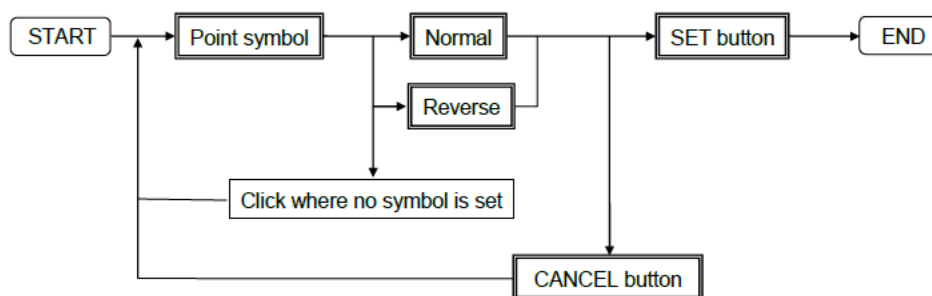 START
Point symbol
Normal
SET button
END
Reverse
Click where no symbol is set
CANCEL button